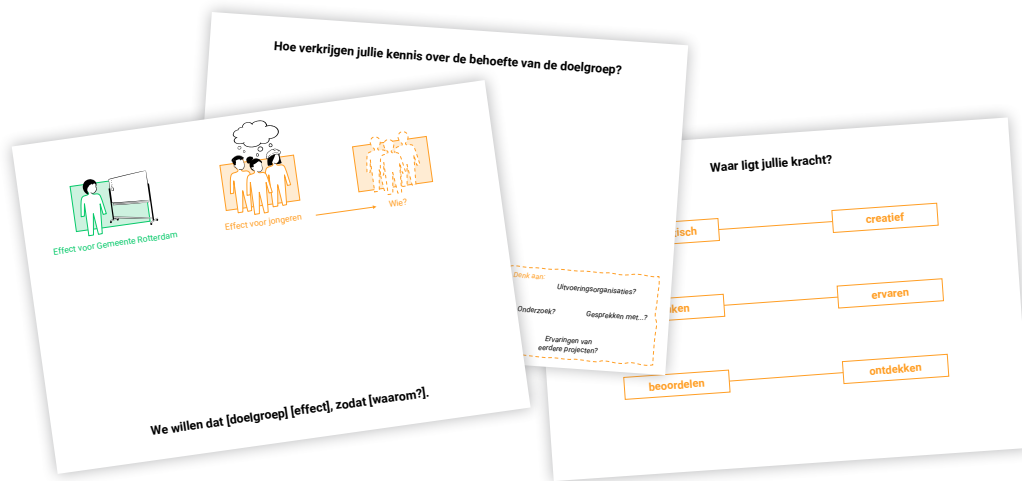 Hoe verkrijgen jullie kennis over de behoefte van de doelgroep?
Denk Aan
Uitvoeringsorganisaties?
Onderzoek?
Gesprekken met...?
Ervaringen van
eerdere projecten?
Effect voor Gemeente Rotterdam
Effect voor jongeren
Wie?
We willen dat [doelgroep] [effect], zodat [waarom?].
Waar ligt jullie kracht?
creatief
ervaren
beoordelen
ontdekken